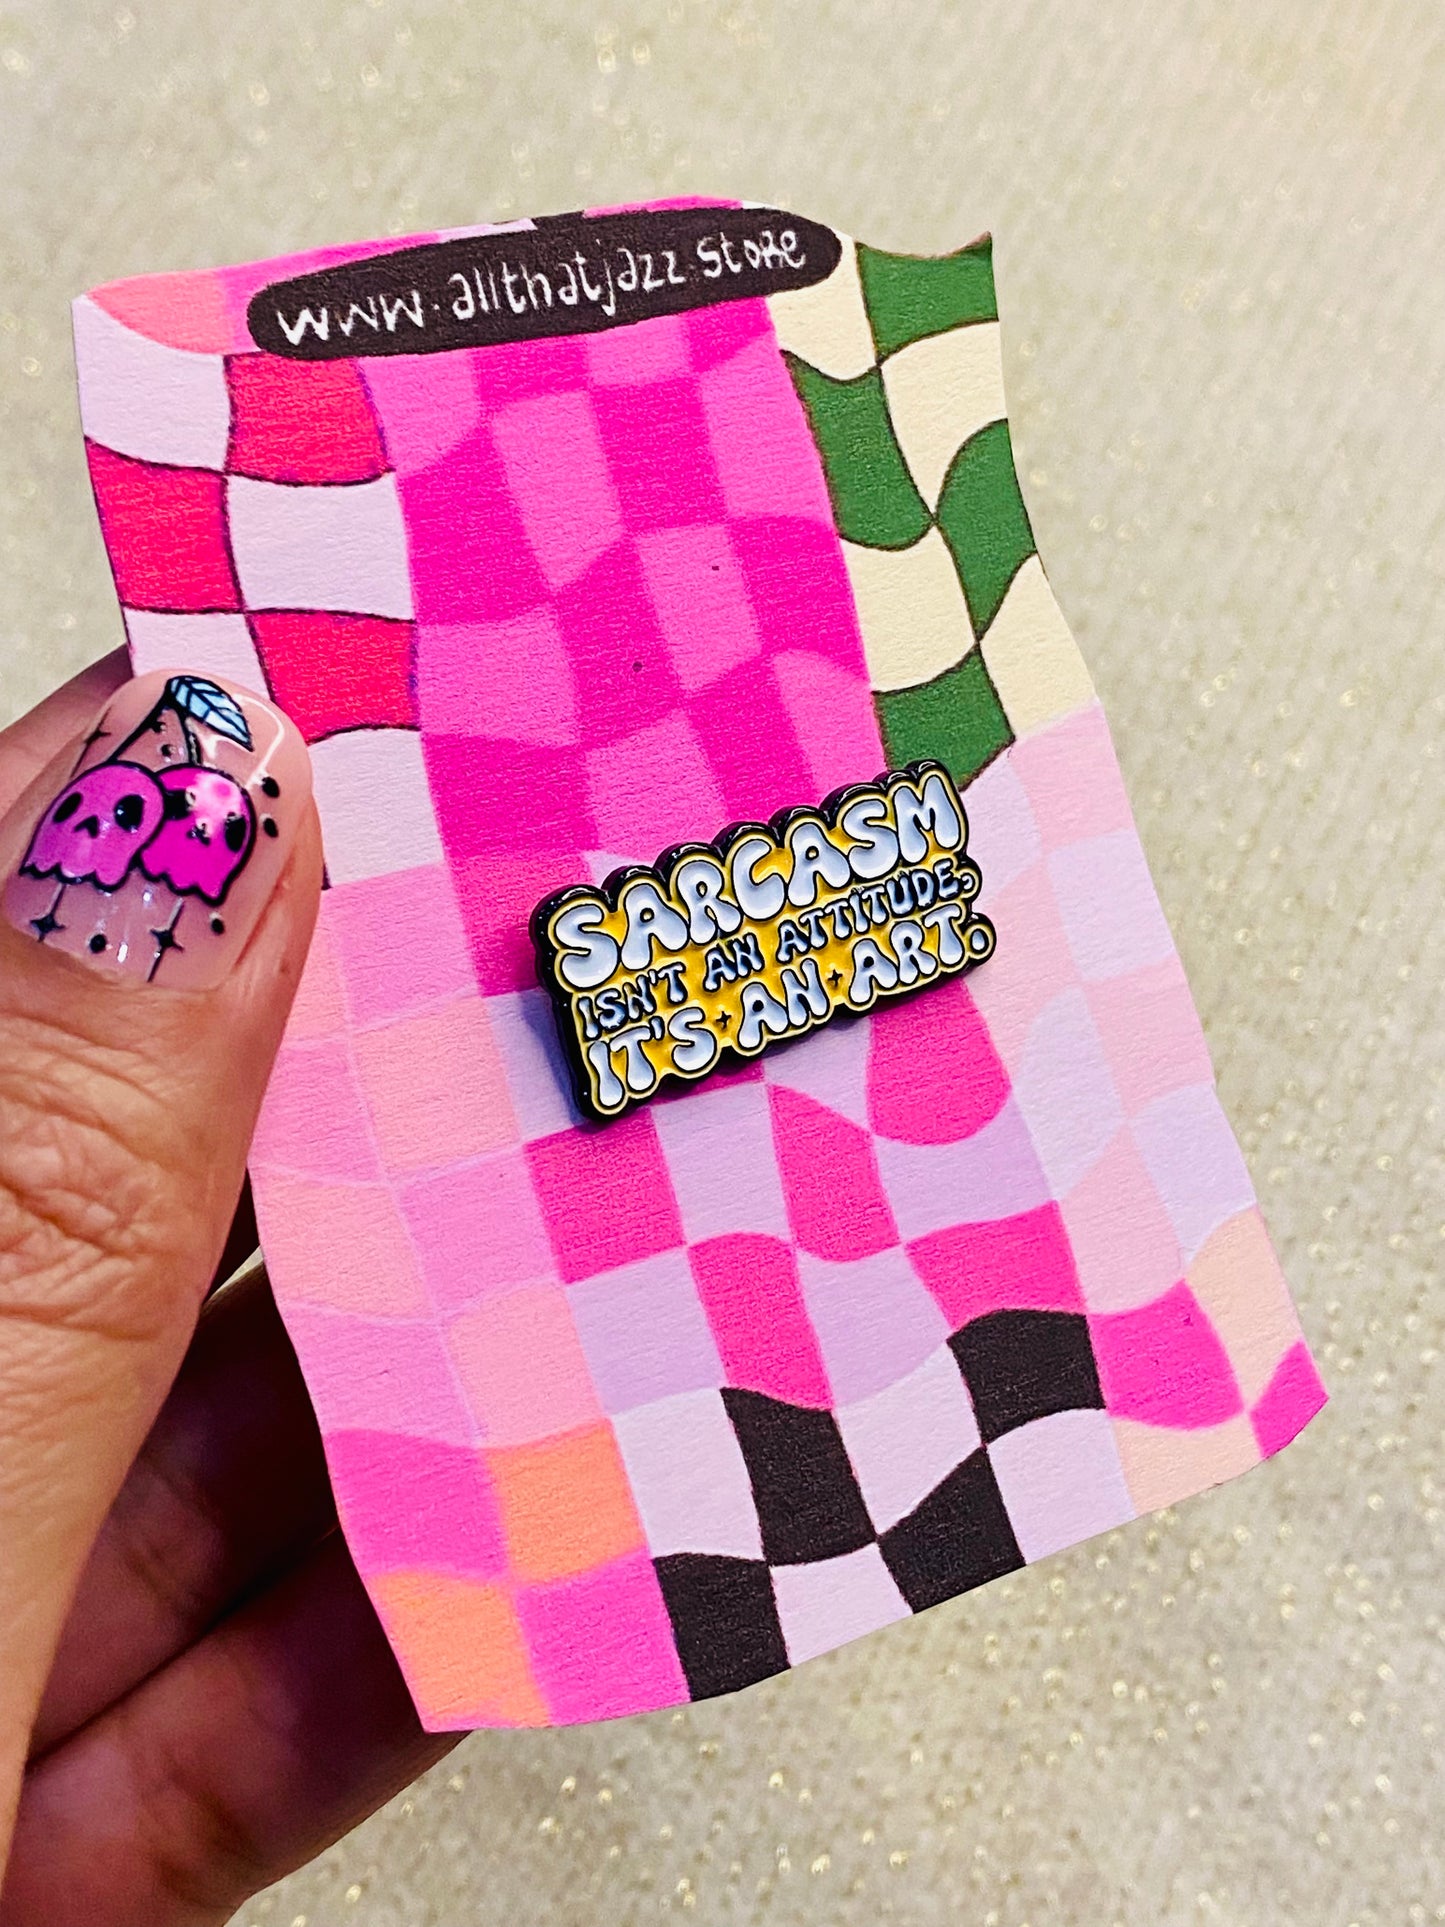 www.allthatjazz.store
SARCASM
ISN'T AN ATTITUDE,
IT'S AN ART.